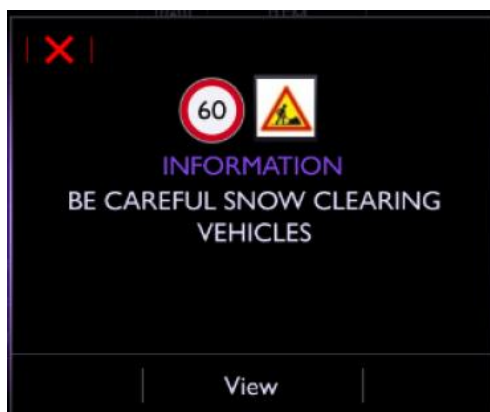 60
INFORMATION
BE CAREFUL SNOW CLEARING
VEHICLES
View